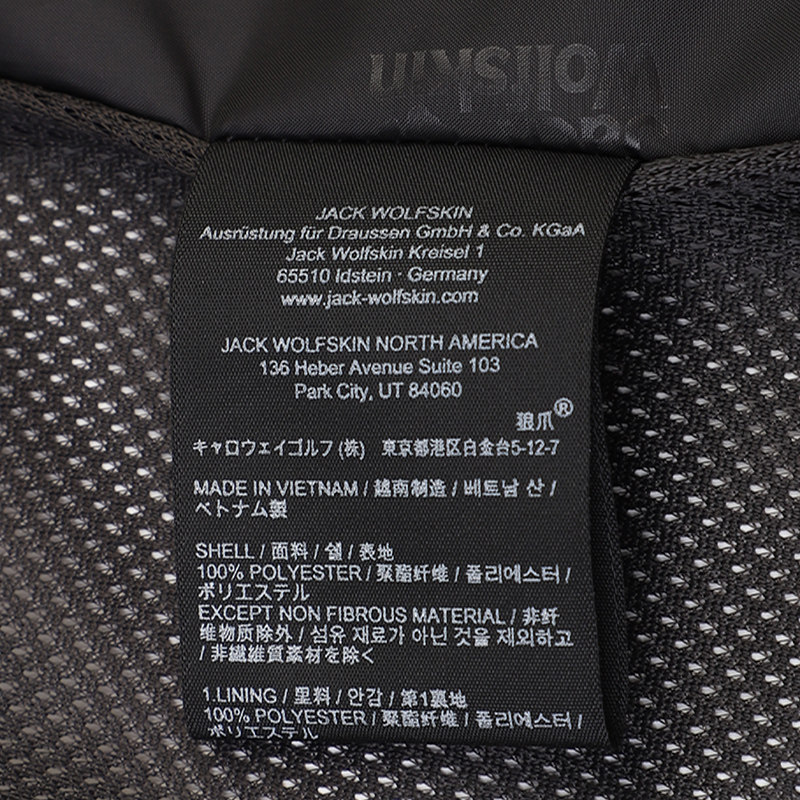 Wolfskin
JACK WOLFSKIN
Ausrüstung für Draussen GmbH & Co. KGaA
Jack Wolfskin Kreisel 1
65510 Idstein · Germany
www.jack-wolfskin.com
JACK WOLFSKIN NORTH AMERICA
136 Heber Avenue Suite 103
Park City, UT 84060
狼爪®
キャロウェイゴルフ(株) 東京都港区白金台5-12-7
MADE IN VIETNAM / 越南制造 / 베트남 산 /
ベトナム製
SHELL / 面料 / 쉘 / 表地
100% POLYESTER / 聚酯纤维 / 폴리에스터 /
ポリエステル
EXCEPT NON FIBROUS MATERIAL / 非纤
维物质除外 / 섬유 재료가 아닌 것을 제외하고
/ 非繊維質素材を除く
1.LINING / 里料 / 안감 / 第1裏地
100% POLYESTER / 聚酯纤维 / 폴리에스터 /
ポリエステル